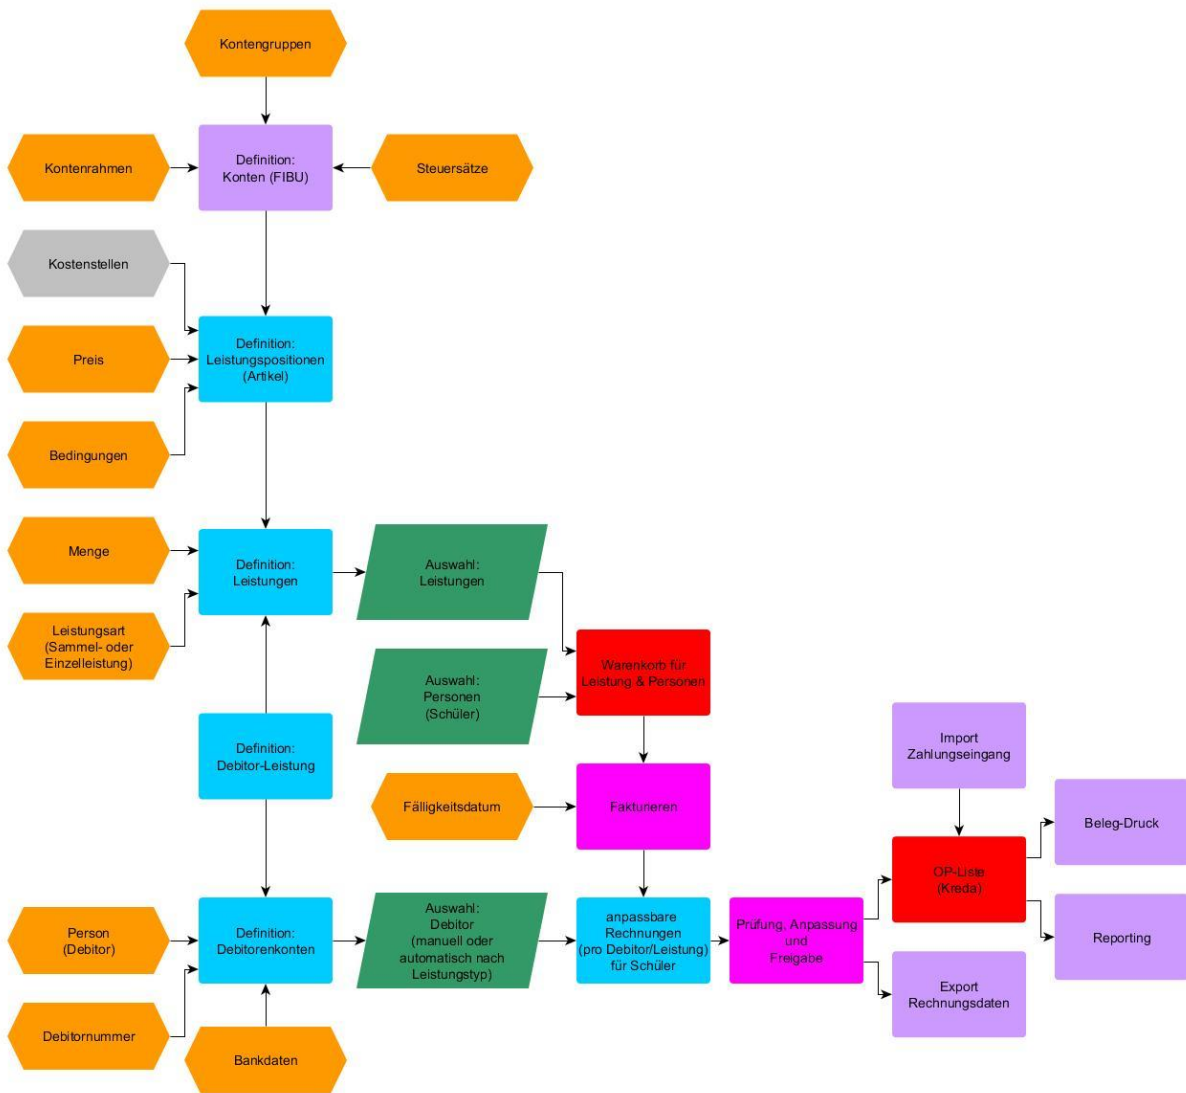 Kontengruppen
Kontenrahmen
Definition:
Konten (FIBU)
Steuersätze
Kostenstellen
Preis
Definition:
Leistungspositionen
(Artikel)
Bedingungen
Menge
Definition:
Leistungen
Auswahl:
Leistungen
Leistungsart
(Sammel- oder
Einzelleistung)
Auswahl:
Personen
(Schüler)
Warenkorb für
Leistung & Personen
Definition:
Debitor-Leistung
Fälligkeitsdatum
Fakturieren
Import
Zahlungseingang
Beleg-Druck
OP-Liste
(Kreda)
Person
(Debitor)
Definition:
Debitorenkonten
Auswahl:
Debitor
(manuell oder
automatisch nach
Leistungstyp)
anpassbare
Rechnungen
(pro Debitor/Leistung)
für Schüler
Prüfung, Anpassung
und
Freigabe
Reporting
Export
Rechnungsdaten
Debitornummer
Bankdaten